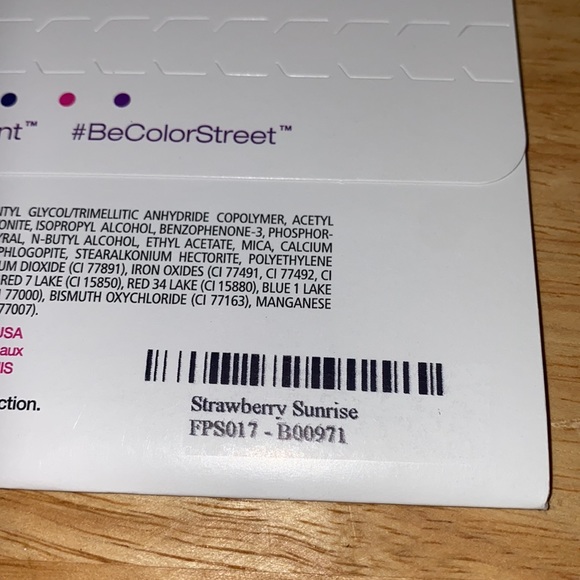 nt™ #BeColorStreet™
NTYL GLYCOL/TRIMELLITIC ANHYDRIDE COPOLYMER, ACETYL
ONITE, ISOPROPYL ALCOHOL, BENZOPHENONE-3, PHOSPHOR-
YRAL, N-BUTYL ALCOHOL, ETHYL ACETATE, MICA, CALCIUM
PHLOGOPITE, STEARALKONIUM HECTORITE, POLYETHYLENE
UM DIOXIDE (CI 77891), IRON OXIDES (CI 77491, CI 77492, CI
RED 7 LAKE (CI 15850), RED 34 LAKE (CI 15880), BLUE 1 LAKE
I 77000), BISMUTH OXYCHLORIDE (CI 77163), MANGANESE
77007).
USA
eaux
IS
ction.
Strawberry Sunrise
FPS017 - B00971